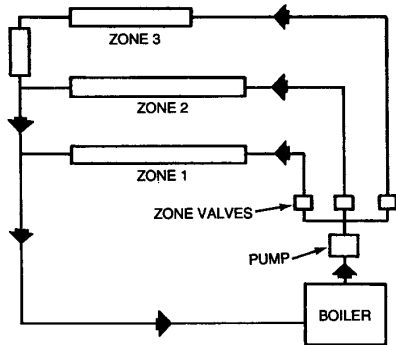 ZONE 3
ZONE 2
ZONE 1
ZONE VALVES
PUMP
BOILER